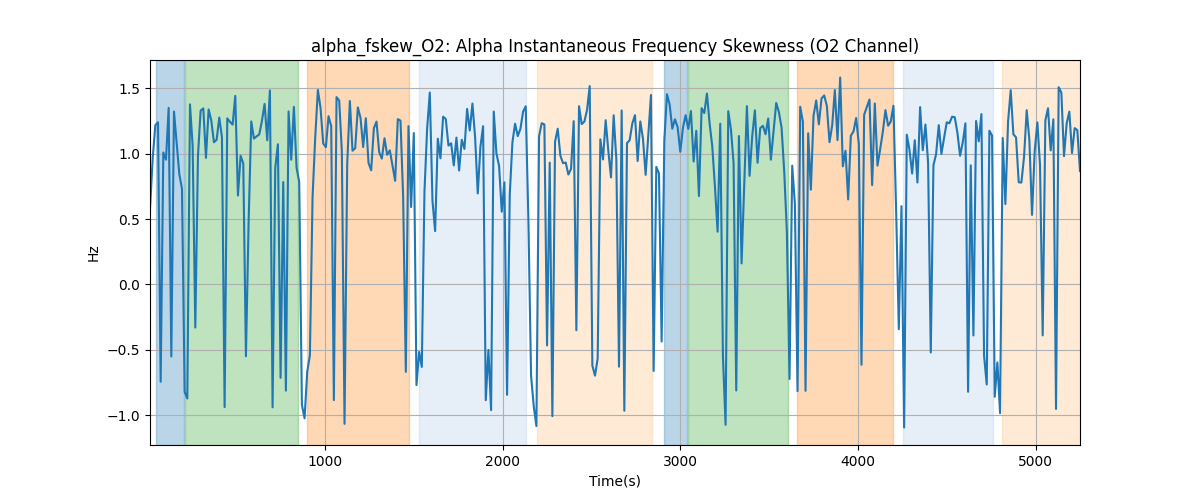 alpha_fskew_O2: Alpha Instantaneous Frequency Skewness (O2 Channel)
Hz
1.5
1.0
0.5
0.0
−0.5
−1.0
1000 2000 3000 4000 5000
Time(s)